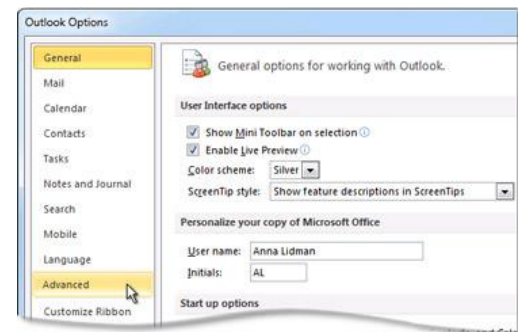 Outlook Options
General
Mail
Calendar
Contacts
Tasks
Notes and Journal
Search
Mobile
Language
Advanced
Customize Ribbon
General options for working with Outlook.
User Interface options
Show Mini Toolbar on selection
Enable Live Preview
Color scheme: Silver
ScreenTip style: Show feature descriptions in ScreenTips
Personalize your copy of Microsoft Office
User name: Anna Lidman
Initials: AL
Start up options